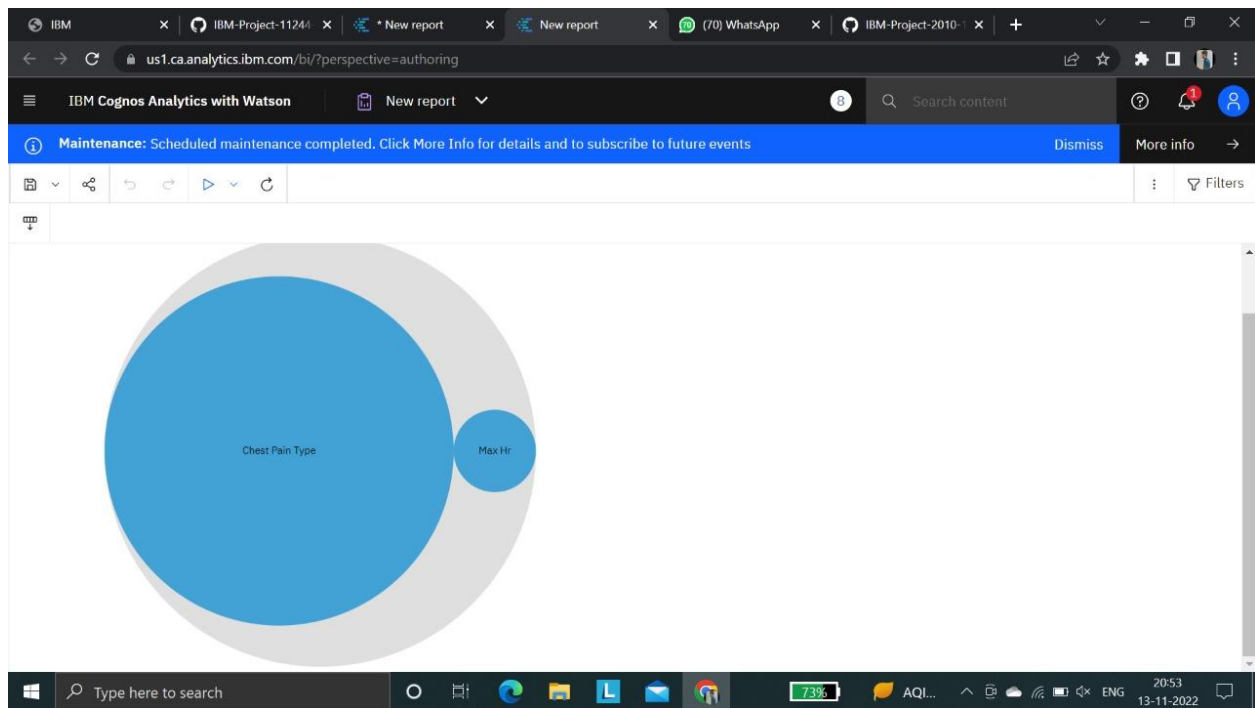 IBM
IBM-Project-11244
* New report
New report
70
(70) WhatsApp
IBM-Project-2010-1
us1.ca.analytics.ibm.com/bi/?perspective=authoring
IBM Cognos Analytics with Watson
New report
8
Search content
1
Maintenance: Scheduled maintenance completed. Click More Info for details and to subscribe to future events
Dismiss
More info
Filters
Chest Pain Type
Max Hr
Type here to search
L
73%
AQI...
ENG
20:53
13-11-2022